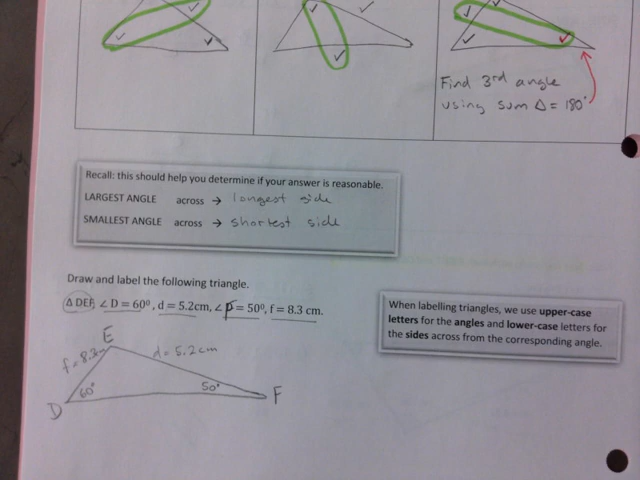 Find 3rd angle
using sum Δ = 180°
Recall: this should help you determine if your answer is reasonable.
LARGEST ANGLE across → longest side
SMALLEST ANGLE across → shortest side
Draw and label the following triangle.
Δ DEF, ∠ D = 60°, d = 5.2cm, ∠ F = 50°, f = 8.3 cm.
When labelling triangles, we use upper-case
letters for the angles and lower-case letters for
the sides across from the corresponding angle.
E
f = 8.3
d = 5.2cm
60°
50°
D
F